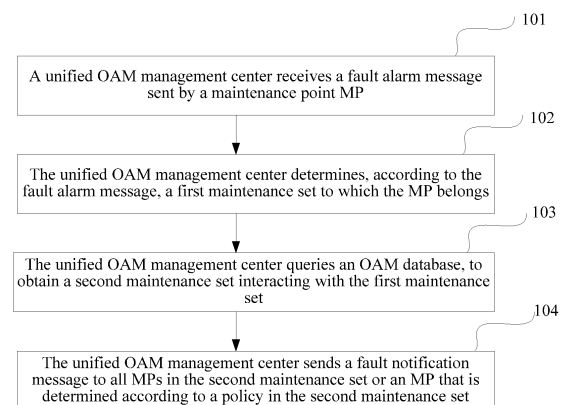 101
A unified OAM management center receives a fault alarm message
sent by a maintenance point MP
102
The unified OAM management center determines, according to the
fault alarm message, a first maintenance set to which the MP belongs
103
The unified OAM management center queries an OAM database, to
obtain a second maintenance set interacting with the first maintenance
set
104
The unified OAM management center sends a fault notification
message to all MPs in the second maintenance set or an MP that is
determined according to a policy in the second maintenance set